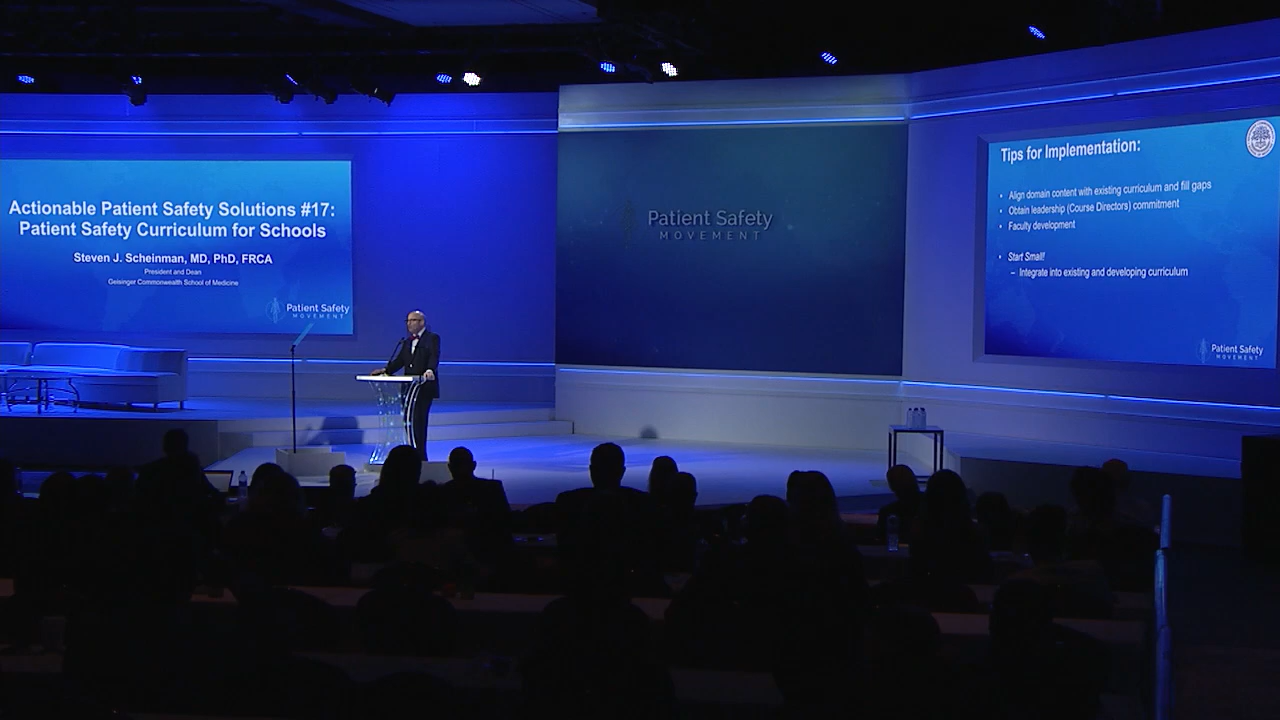 Actionable Patient Safety Solutions #17:
Patient Safety Curriculum for Schools
Steven J. Scheinman, MD, PhD, FRCA
President and Dean
Geisinger Commonwealth School of Medicine
Patient Safety
MOVEMENT
Patient Safety
MOVEMENT
Tips for Implementation:
• Align domain content with existing curriculum and fill gaps
• Obtain leadership (Course Directors) commitment
• Faculty development
• Start Small!
– Integrate into existing and developing curriculum
Patient Safety
MOVEMENT